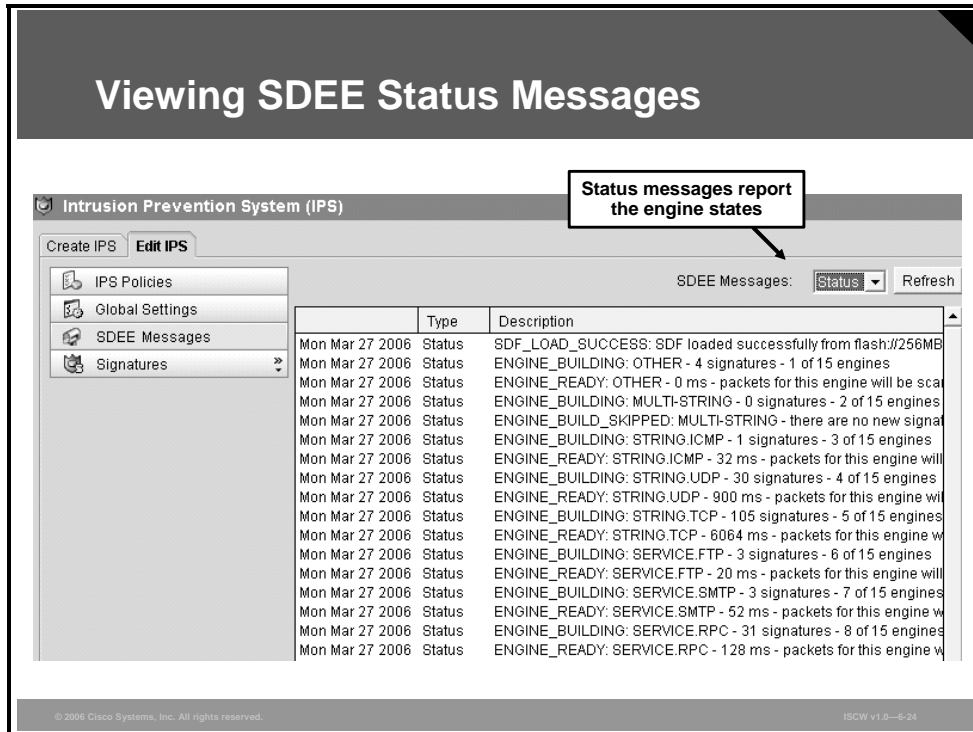 Viewing SDEE Status Messages
Status messages report
the engine states
Intrusion Prevention System (IPS)
Create IPS
Edit IPS
IPS Policies
Global Settings
SDEE Messages
Signatures »
SDEE Messages: Status Refresh
Type Description
Mon Mar 27 2006 Status SDF_LOAD_SUCCESS: SDF loaded successfully from flash://256MB
Mon Mar 27 2006 Status ENGINE_BUILDING: OTHER - 4 signatures - 1 of 15 engines
Mon Mar 27 2006 Status ENGINE_READY: OTHER - 0 ms - packets for this engine will be scan
Mon Mar 27 2006 Status ENGINE_BUILDING: MULTI-STRING - 0 signatures - 2 of 15 engines
Mon Mar 27 2006 Status ENGINE_BUILD_SKIPPED: MULTI-STRING - there are no new signat
Mon Mar 27 2006 Status ENGINE_BUILDING: STRING.ICMP - 1 signatures - 3 of 15 engines
Mon Mar 27 2006 Status ENGINE_READY: STRING.ICMP - 32 ms - packets for this engine will
Mon Mar 27 2006 Status ENGINE_BUILDING: STRING.UDP - 30 signatures - 4 of 15 engines
Mon Mar 27 2006 Status ENGINE_READY: STRING.UDP - 900 ms - packets for this engine wil
Mon Mar 27 2006 Status ENGINE_BUILDING: STRING.TCP - 105 signatures - 5 of 15 engines
Mon Mar 27 2006 Status ENGINE_READY: STRING.TCP - 6064 ms - packets for this engine w
Mon Mar 27 2006 Status ENGINE_BUILDING: SERVICE.FTP - 3 signatures - 6 of 15 engines
Mon Mar 27 2006 Status ENGINE_READY: SERVICE.FTP - 20 ms - packets for this engine will
Mon Mar 27 2006 Status ENGINE_BUILDING: SERVICE.SMTP - 3 signatures - 7 of 15 engines
Mon Mar 27 2006 Status ENGINE_READY: SERVICE.SMTP - 52 ms - packets for this engine w
Mon Mar 27 2006 Status ENGINE_BUILDING: SERVICE.RPC - 31 signatures - 8 of 15 engines
Mon Mar 27 2006 Status ENGINE_READY: SERVICE.RPC - 128 ms - packets for this engine w
© 2006 Cisco Systems, Inc. All rights reserved.
ISCW v1.0—6-24